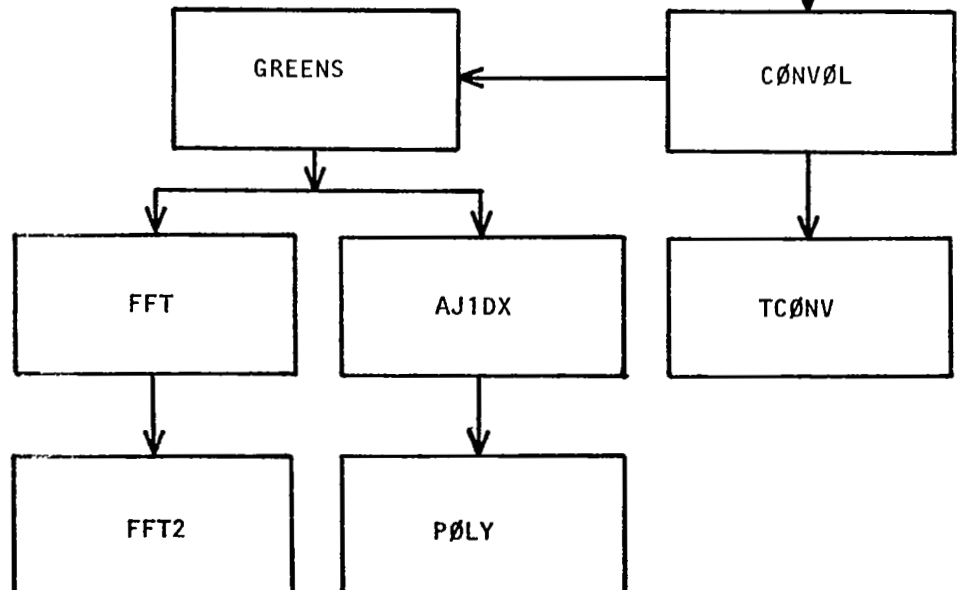 GREENS
CØNVØL
FFT
AJ1DX
TCØNV
FFT2
PØLY